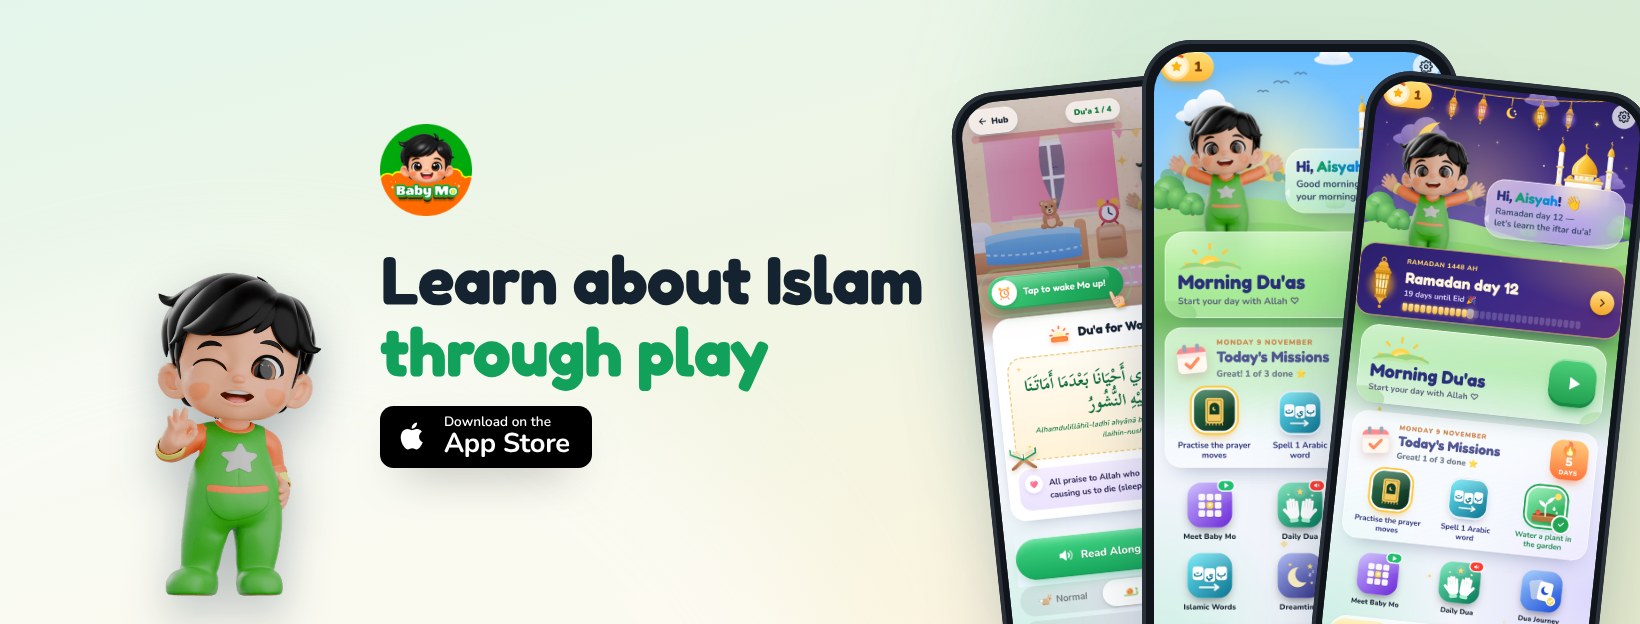 Baby Mo
Learn about Islam
through play
Download on the
App Store
← Hub
Du'a 1 / 4
Tap to wake Mo up!
Du'a for Wa
أَحْيَانَا بَعْدَمَا أَمَاتَنَا
النُّشُورُ
Alhamdulillāhil-ladhī ahyānā b
ilaihin-nush
All praise to Allah who
causing us to die (sleep
Read Along
Normal
1
Hi, Aisyah
Good morning
your morning
Morning Du'as
Start your day with Allah ♡
MONDAY 9 NOVEMBER
Today's Missions
Great! 1 of 3 done ⭐
Practise the prayer
moves
Spell 1 Arabic
word
Meet Baby Mo
Daily Dua
Islamic Words
Dreamtim
1
Hi, Aisyah! 👋
Ramadan day 12 —
let's learn the iftar du'a!
RAMADAN 1448 AH
Ramadan day 12
19 days until Eid 🎉
Morning Du'as
Start your day with Allah ♡
MONDAY 9 NOVEMBER
Today's Missions
Great! 1 of 3 done ⭐
5
DAYS
Practise the prayer
moves
Spell 1 Arabic
word
Water a plant in
the garden
Meet Baby Mo
Daily Dua
Dua Journey